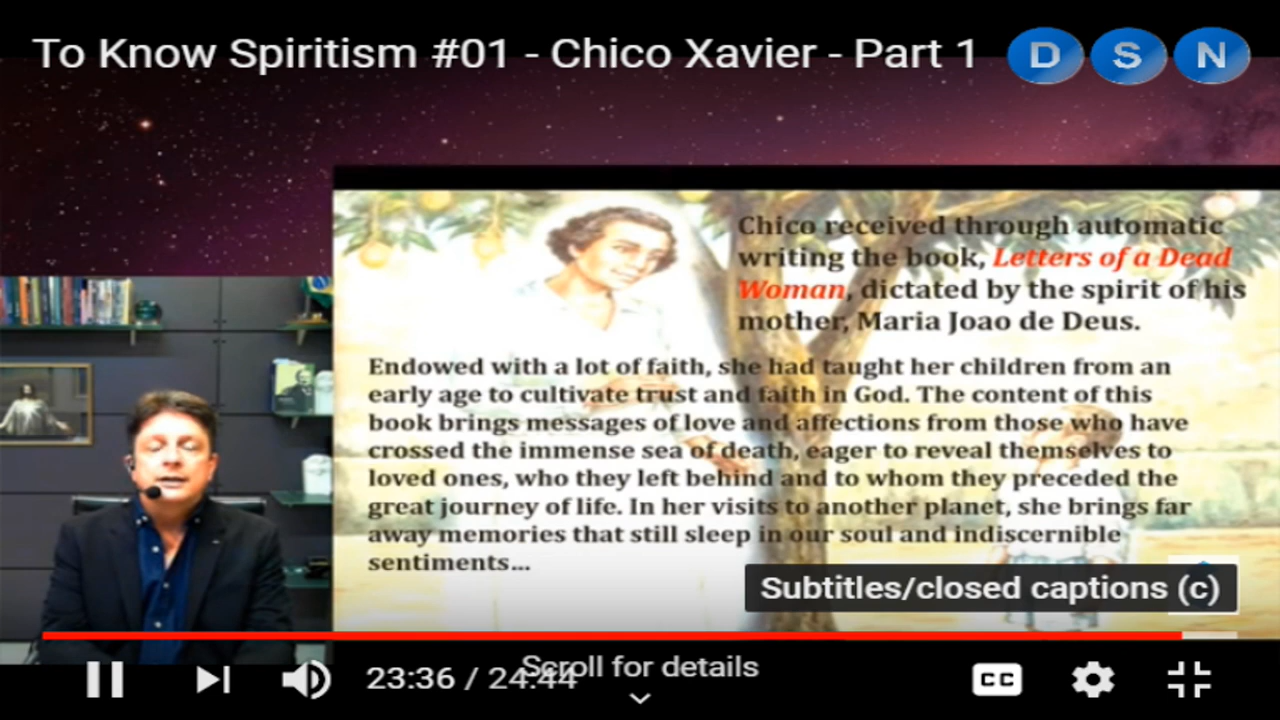 To Know Spiritism #01 - Chico Xavier - Part 1
D S N
Chico received through automatic
writing the book, Letters of a Dead
Woman, dictated by the spirit of his
mother, Maria Joao de Deus.
Endowed with a lot of faith, she had taught her children from an
early age to cultivate trust and faith in God. The content of this
book brings messages of love and affections from those who have
crossed the immense sea of death, eager to reveal themselves to
loved ones, who they left behind and to whom they preceded the
great journey of life. In her visits to another planet, she brings far
away memories that still sleep in our soul and indiscernible
sentiments...
Subtitles/closed captions (c)
23:36 / 24:44
Scroll for details
CC